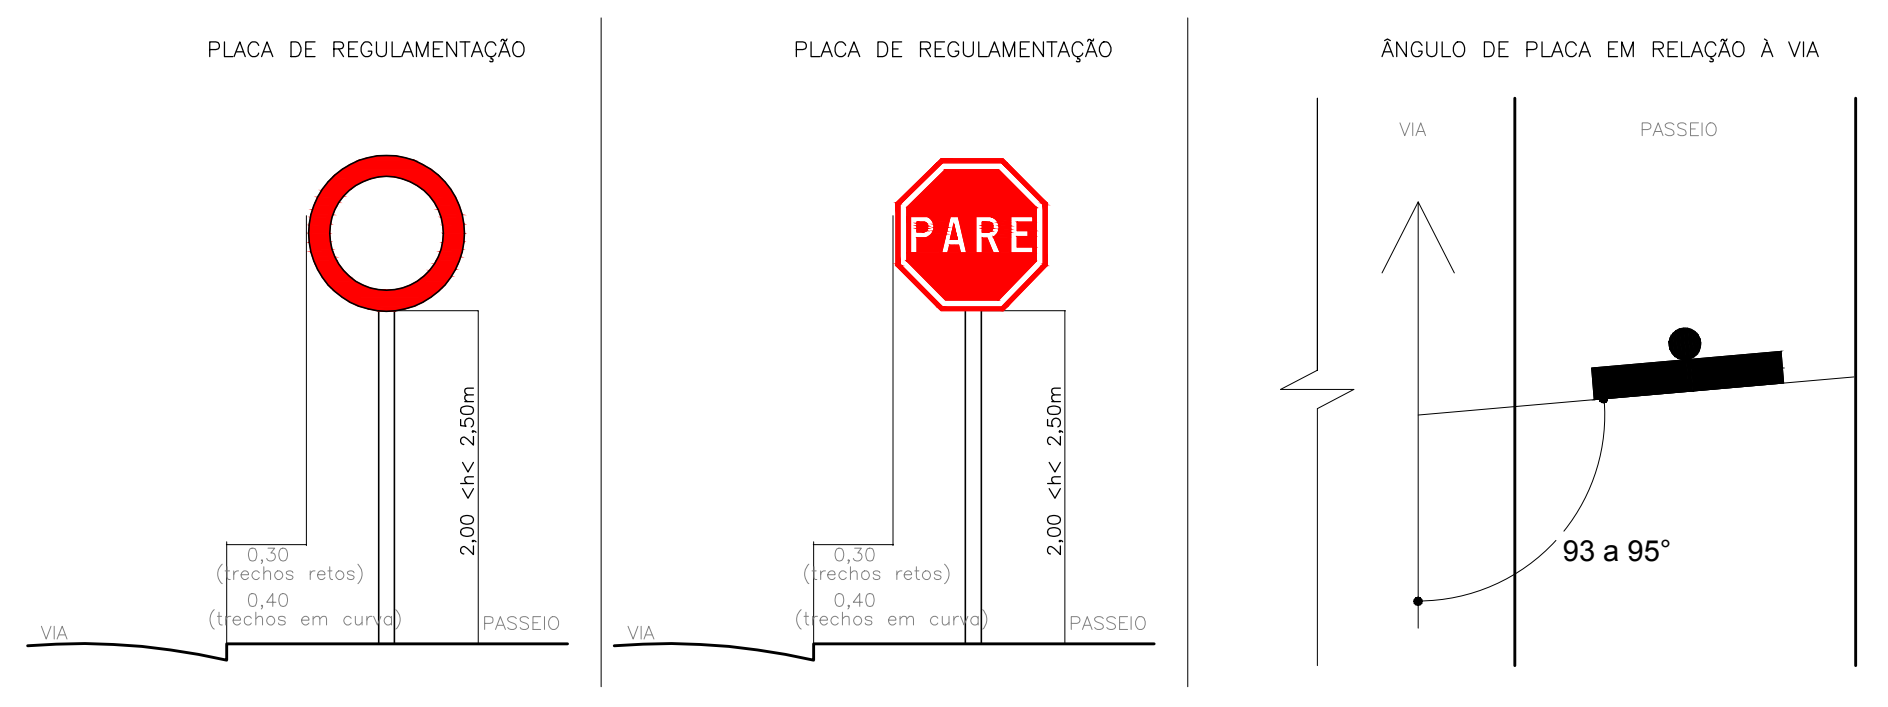 PLACA DE REGULAMENTAÇÃO
2,00 <h< 2,50m
0,30
(trechos retos)
0,40
(trechos em curva)
VIA
PASSEIO
PLACA DE REGULAMENTAÇÃO
PARE
2,00 <h< 2,50m
0,30
(trechos retos)
0,40
(trechos em curva)
VIA
PASSEIO
ÂNGULO DE PLACA EM RELAÇÃO À VIA
VIA
PASSEIO
93 a 95°